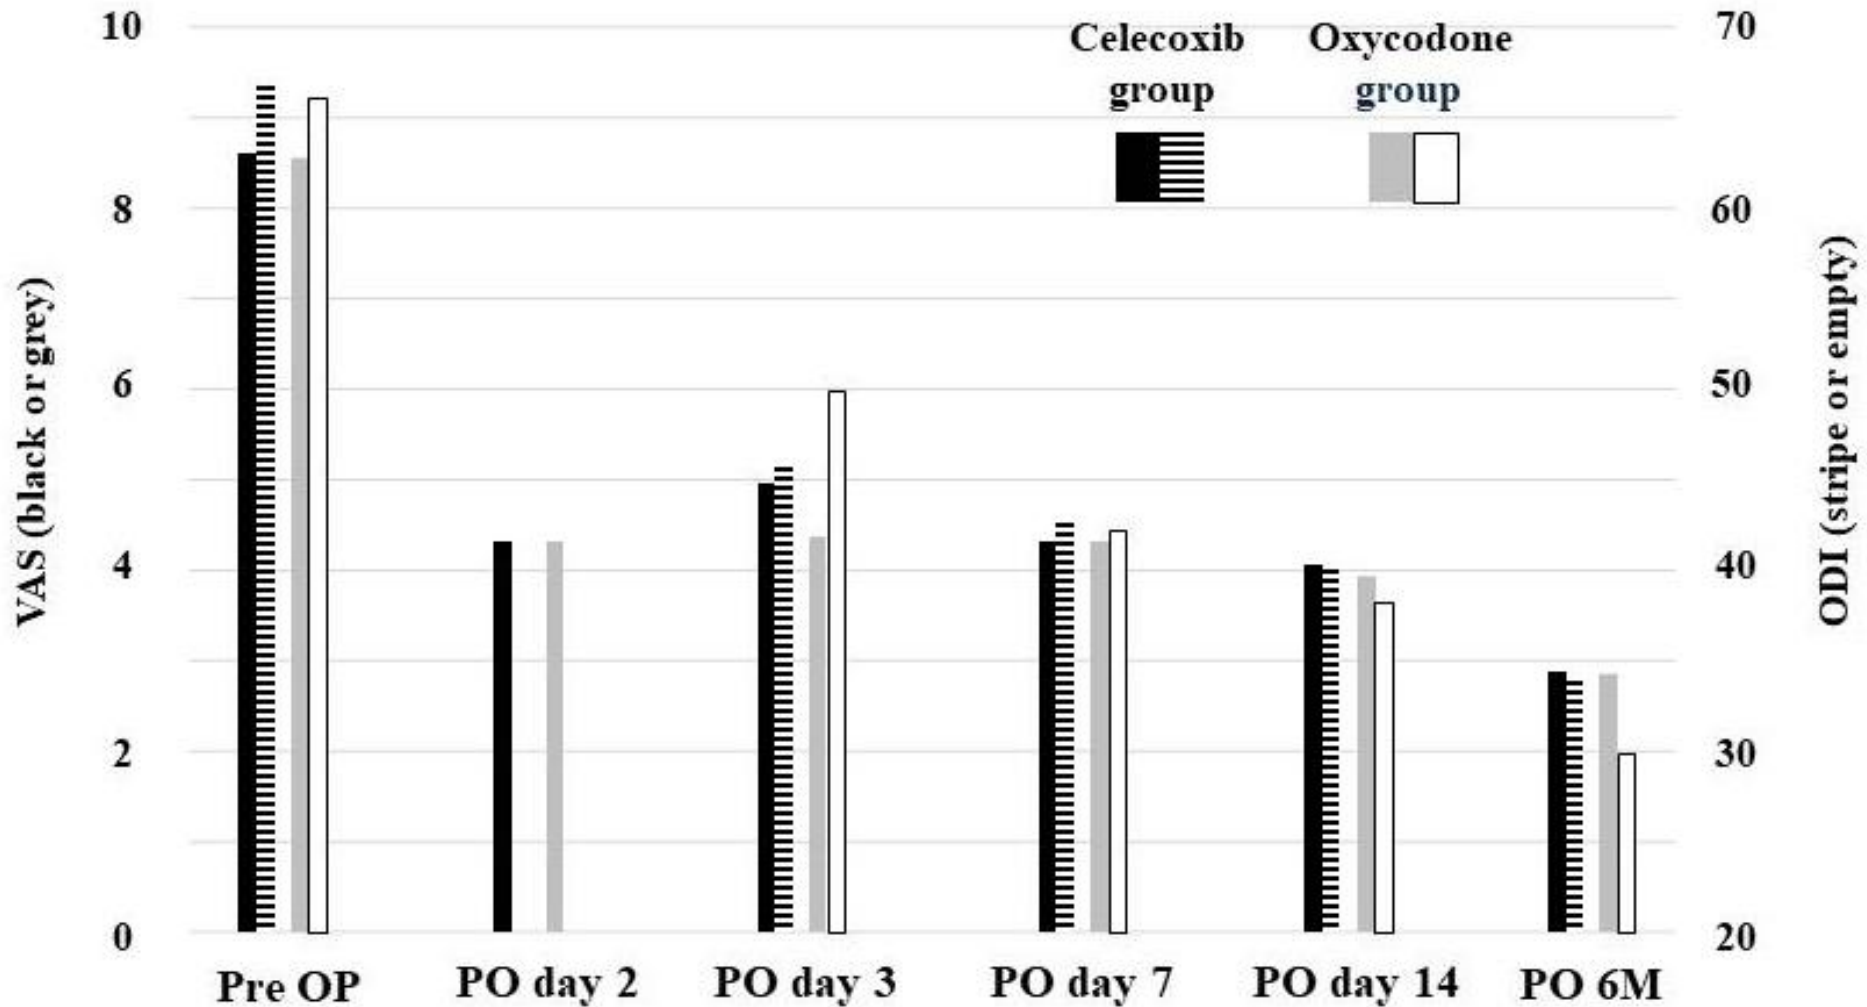 10
8
6
4
2
0
VAS (black or grey)
Celecoxib
group
Oxycodone
group
70
60
50
40
30
20
ODI (stripe or empty)
Pre OP
PO day 2
PO day 3
PO day 7
PO day 14
PO 6M